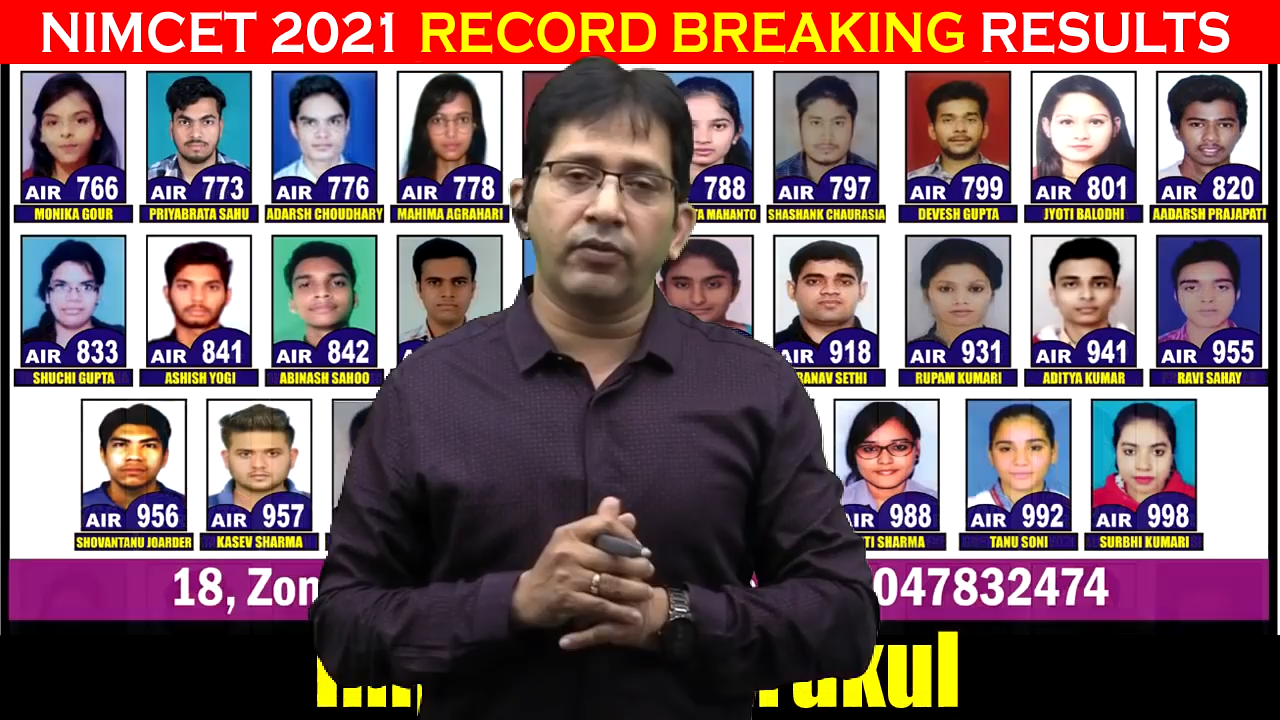 NIMCET 2021 RECORD BREAKING RESULTS
AIR 766 AIR 773 AIR 776 AIR 778 788 AIR 797 AIR 799 AIR 801 AIR 820
MONIKA GOUR PRIYABRATA SAHU ADARSH CHOUDHARY MAHIMA AGRAHARI MAHANTO SHASHANK CHAURASIA DEVESH GUPTA JYOTI BALODHI AADARSH PRAJAPATI
AIR 833 AIR 841 AIR 842 AIR 918 AIR 931 AIR 941 AIR 955
SHUCHI GUPTA ASHISH YOGI ABINASH SAHOO SETHI RUPAM KUMARI ADITYA KUMAR RAVI SAHAY
AIR 956 AIR 957 AIR 988 AIR 992 AIR 998
SHOVANTANU JOARDER KASEV SHARMA SHARMA TANU SONI SURBHI KUMARI
18, Zon 047832474
ukul